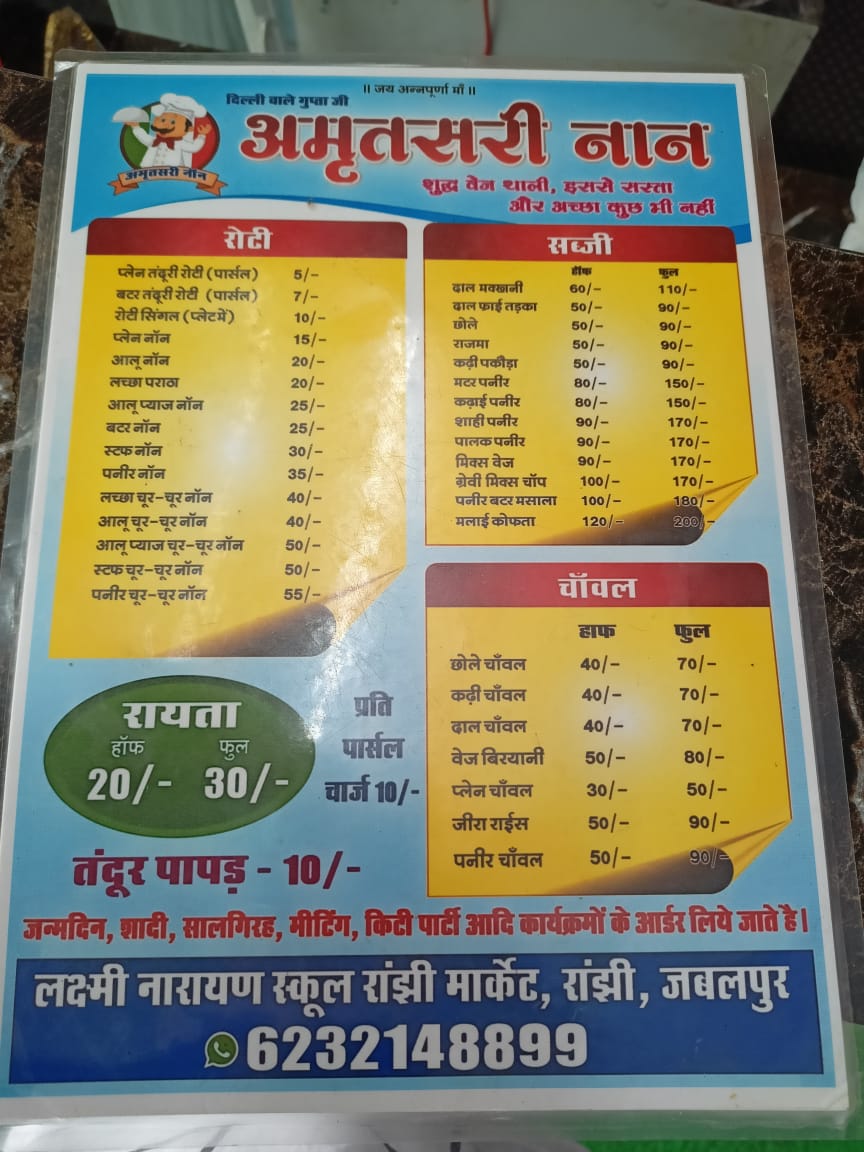 ॥ जय अन्नपूर्णा माँ ॥
दिल्ली वाले गुप्ता जी
अमृतसरी नान
अमृतसरी नॉन
शुद्ध वेज थाली, इससे सस्ता
और अच्छा कुछ भी नहीं
रोटी
प्लेन तंदूरी रोटी (पार्सल) 5/-
बटर तंदूरी रोटी (पार्सल) 7/-
रोटी सिंगल (प्लेट में) 10/-
प्लेन नॉन 15/-
आलू नॉन 20/-
लच्छा पराठा 20/-
आलू प्याज नॉन 25/-
बटर नॉन 25/-
स्टफ नॉन 30/-
पनीर नॉन 35/-
लच्छा चूर-चूर नॉन 40/-
आलू चूर-चूर नॉन 40/-
आलू प्याज चूर-चूर नॉन 50/-
स्टफ चूर-चूर नॉन 50/-
पनीर चूर-चूर नॉन 55/-
सब्जी
हॉफ फुल
दाल मक्खनी 60/- 110/-
दाल फाई तड़का 50/- 90/-
छोले 50/- 90/-
राजमा 50/- 90/-
कढ़ी पकौड़ा 50/- 90/-
मटर पनीर 80/- 150/-
कढ़ाई पनीर 80/- 150/-
शाही पनीर 90/- 170/-
पालक पनीर 90/- 170/-
मिक्स वेज 90/- 170/-
ग्रेवी मिक्स चॉप 100/- 170/-
पनीर बटर मसाला 100/- 180/-
मलाई कोफता 120/- 200/-
चाँवल
हाफ फुल
छोले चाँवल 40/- 70/-
कढ़ी चाँवल 40/- 70/-
दाल चाँवल 40/- 70/-
वेज बिरयानी 50/- 80/-
प्लेन चाँवल 30/- 50/-
जीरा राईस 50/- 90/-
पनीर चाँवल 50/- 90/-
रायता
हॉफ फुल
20/- 30/-
प्रति
पार्सल
चार्ज 10/-
तंदूर पापड़ - 10/-
जन्मदिन, शादी, सालगिरह, मीटिंग, किटी पार्टी आदि कार्यक्रमों के आर्डर लिये जाते है।
लक्ष्मी नारायण स्कूल रांझी मार्केट, रांझी, जबलपुर
6232148899